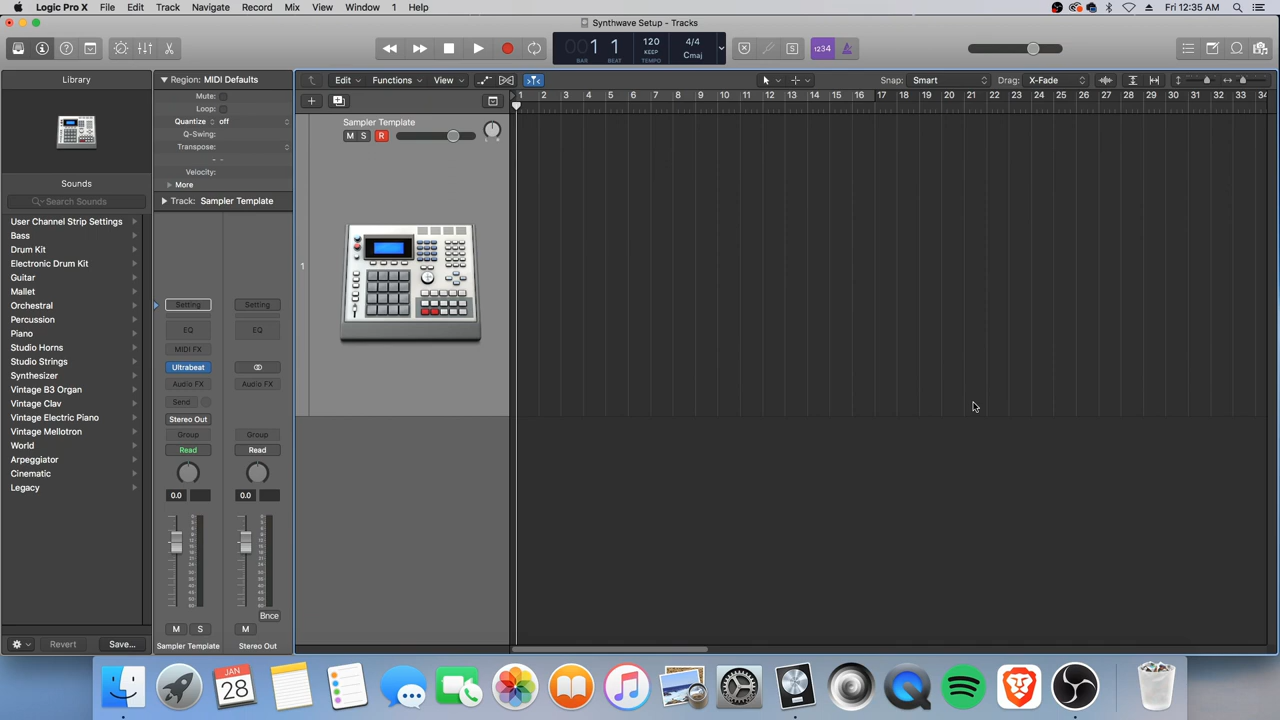 Logic Pro X File Edit Track Navigate Record Mix View Window 1 Help Fri 12:35 AM
Synthwave Setup - Tracks
001 1 120 4/4 1234
KEEP Cmaj
BAR BEAT TEMPO
Library Region: MIDI Defaults Edit Functions View Snap: Smart Drag: X-Fade
Mute:
Loop:
1 2 3 4 5 6 7 8 9 10 11 12 13 14 15 16 17 18 19 20 21 22 23 24 25 26 27 28 29 30 31 32 33 34
Quantize off
Sampler Template
Q-Swing:
M S R
Transpose:
- -
Velocity:
Sounds
More
Search Sounds
Track: Sampler Template
User Channel Strip Settings
Bass
Drum Kit
Electronic Drum Kit
1
Guitar
Mallet
Orchestral
Setting Setting
Percussion
Piano
EQ EQ
Studio Horns
MIDI FX
Studio Strings
Ultrabeat
Synthesizer
Audio FX Audio FX
Vintage B3 Organ
Vintage Clav
Send
Vintage Electric Piano
Stereo Out
Vintage Mellotron
Group Group
World
Read Read
Arpeggiator
Cinematic
Legacy
0.0 0.0
Bnce
M S M
Revert Save... Sampler Template Stereo Out
JAN
28